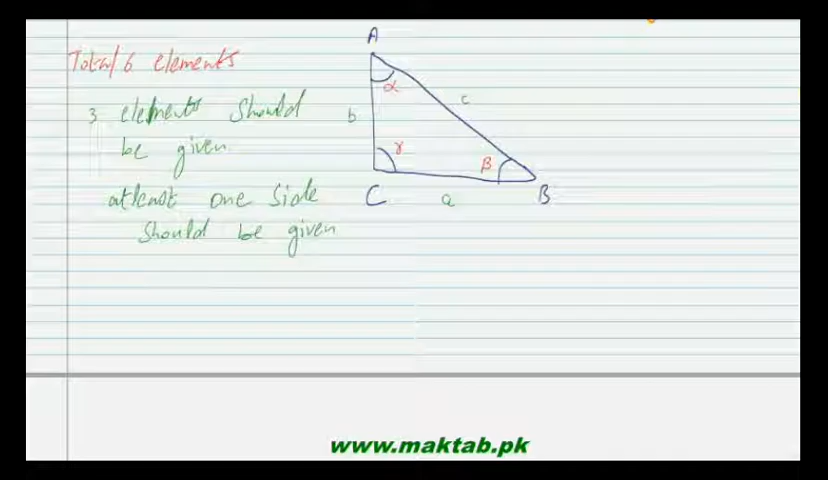 Total 6 elements
3 elements should
be given
atleast one Side
should be given
A
α
c
b
γ
β
C
a
B
www.maktab.pk